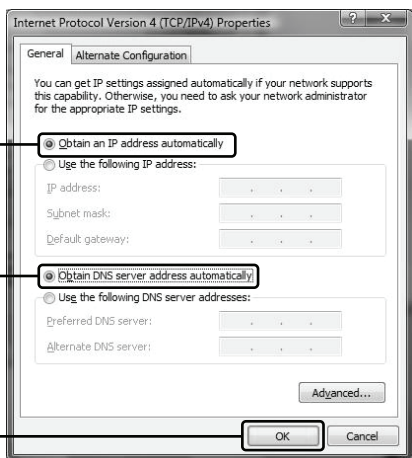 Internet Protocol Version 4 (TCP/IPv4) Properties
General Alternate Configuration
You can get IP settings assigned automatically if your network supports
this capability. Otherwise, you need to ask your network administrator
for the appropriate IP settings.
Obtain an IP address automatically
Use the following IP address:
IP address:
Subnet mask:
Default gateway:
Obtain DNS server address automatically
Use the following DNS server addresses:
Preferred DNS server:
Alternate DNS server:
Advanced...
OK Cancel